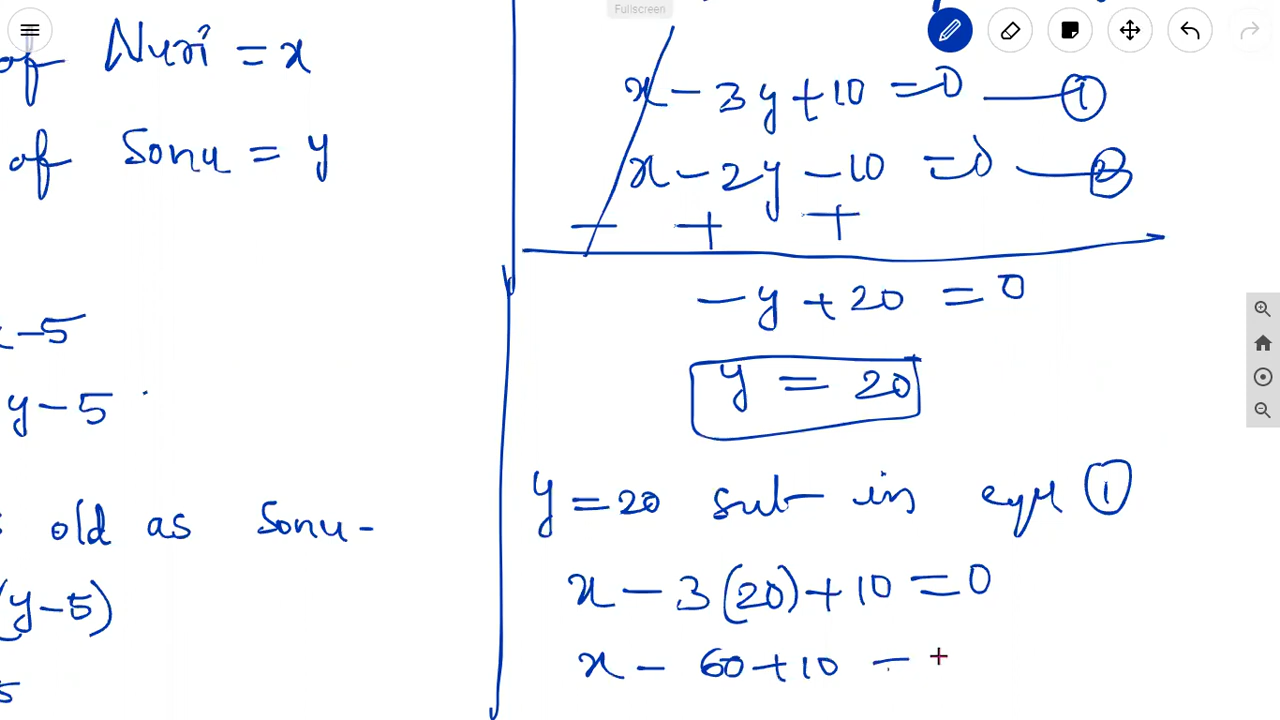 Fullscreen
of Nuri = x
of Sonu = y
x-5
y-5
old as Sonu-
(y-5)
5
x - 3y + 10 = 0 — ①
x - 2y - 10 = 0 — ②
- + +
-y + 20 = 0
y = 20
y = 20 sub in eqn ①
x - 3(20) + 10 = 0
x - 60 + 10 =